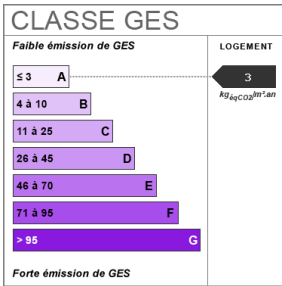 CLASSE GES
Faible émission de GES
LOGEMENT
≤ 3 A
3
kgéqCO2/m².an
4 à 10 B
11 à 25 C
26 à 45 D
46 à 70 E
71 à 95 F
> 95 G
Forte émission de GES